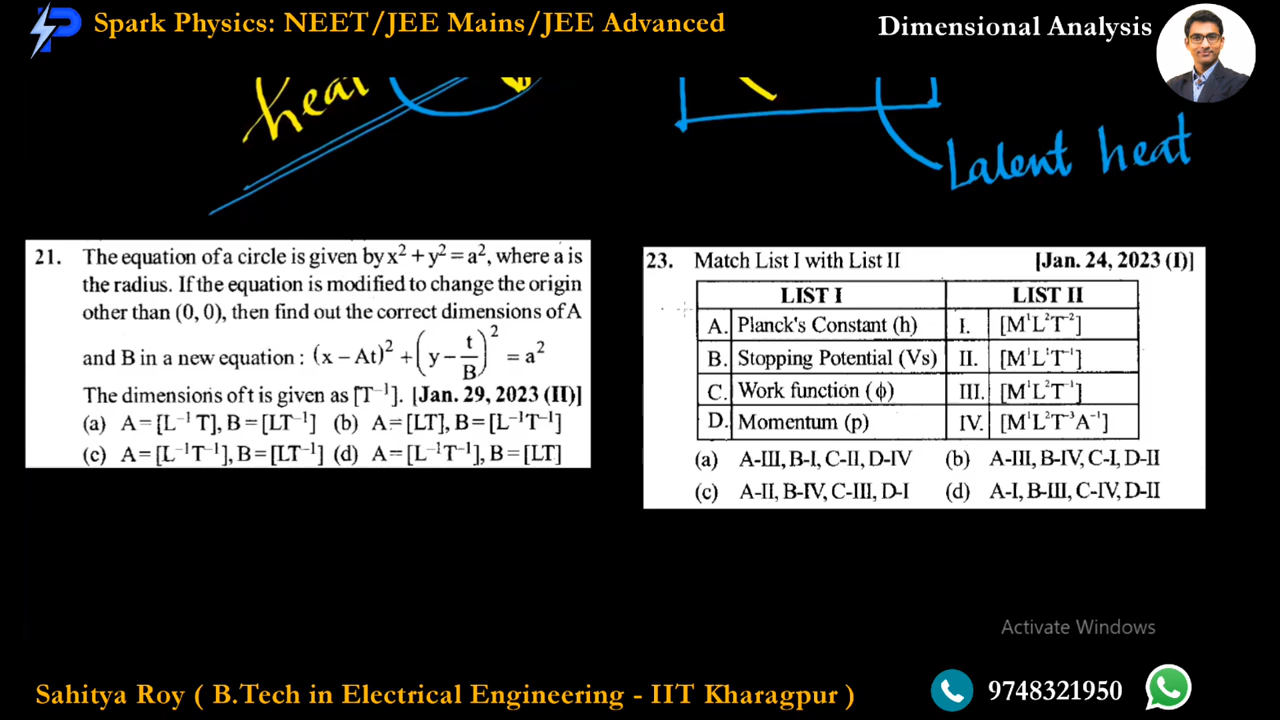 Spark Physics: NEET/JEE Mains/JEE Advanced
Dimensional Analysis
heat
Latent heat
21. The equation of a circle is given by x² + y² = a², where a is
the radius. If the equation is modified to change the origin
other than (0, 0), then find out the correct dimensions of A
and B in a new equation : (x – At)² + (y – t/B)² = a²
The dimensions of t is given as [T⁻¹]. [Jan. 29, 2023 (II)]
(a) A = [L⁻¹ T], B = [LT⁻¹] (b) A = [LT], B = [L⁻¹T⁻¹]
(c) A = [L⁻¹T⁻¹], B = [LT⁻¹] (d) A = [L⁻¹T⁻¹], B = [LT]
23. Match List I with List II [Jan. 24, 2023 (I)]
LIST I LIST II
A. Planck's Constant (h) I. [M¹L²T⁻²]
B. Stopping Potential (Vs) II. [M¹L¹T⁻¹]
C. Work function (ϕ) III. [M¹L²T⁻¹]
D. Momentum (p) IV. [M¹L²T⁻³A⁻¹]
(a) A-III, B-I, C-II, D-IV (b) A-III, B-IV, C-I, D-II
(c) A-II, B-IV, C-III, D-I (d) A-I, B-III, C-IV, D-II
Activate Windows
Sahitya Roy ( B.Tech in Electrical Engineering - IIT Kharagpur )
9748321950